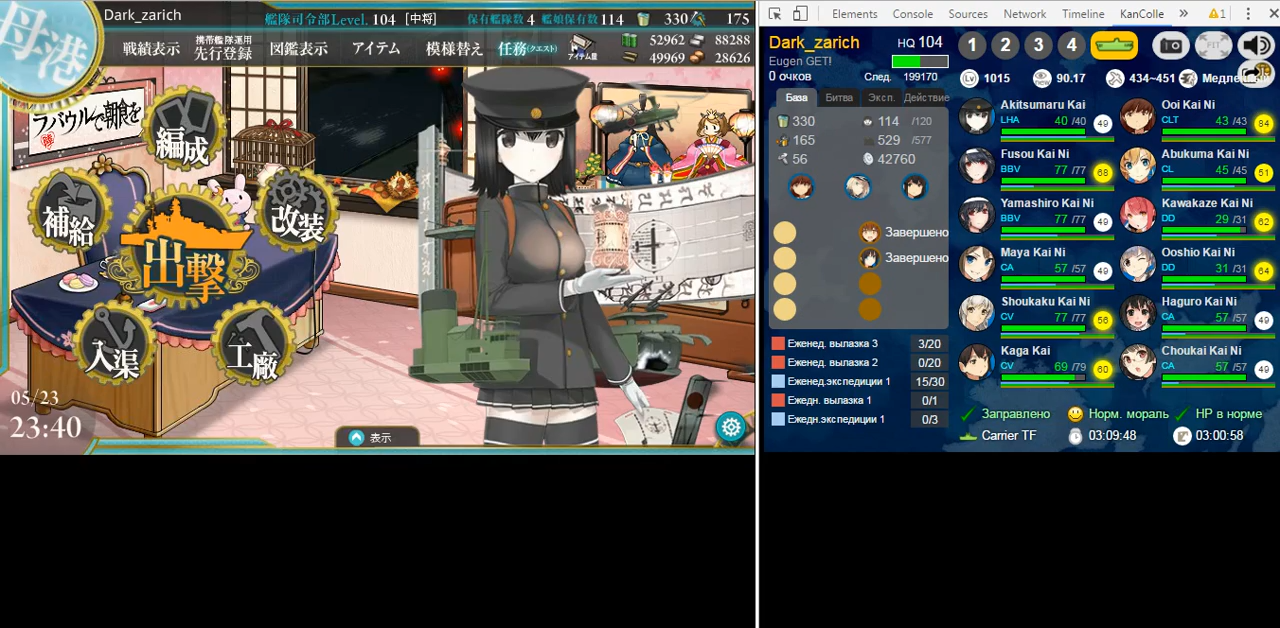 Dark_zarich
艦隊司令部Level. 104 [中将]
保有艦隊数 4 艦娘保有数 114
330
175
母港
戦績表示
携帯艦隊運用
先行登録
図鑑表示
アイテム
模様替え
任務(クエスト)
アイテム屋
52962
88288
49969
28626
ラバウルで朝食を
編成
補給
出撃
改装
入渠
工廠
05/23
23:40
表示
Elements
Console
Sources
Network
Timeline
KanColle
»
1
Dark_zarich
HQ 104
1
2
3
4
FIT
Eugen GET!
0 очков
След. 199170
Lv 1015
new 90.17
434~451
База
Битва
Эксп.
Действие
330
114 /120
165
529 /577
56
42760
Завершено
Завершено
Akitsumaru Kai
LHA
40 /40
49
Ooi Kai Ni
CLT
43 /43
84
Fusou Kai Ni
BBV
77 /77
68
Abukuma Kai Ni
CL
45 /45
51
Yamashiro Kai Ni
BBV
77 /77
49
Kawakaze Kai Ni
DD
29 /31
62
Maya Kai Ni
CA
57 /57
49
Ooshio Kai Ni
DD
31 /31
64
Shoukaku Kai Ni
CV
77 /77
56
Haguro Kai Ni
CA
57 /57
49
Kaga Kai
CV
69 /79
60
Choukai Kai Ni
CA
57 /57
49
Еженед. вылазка 3
3/20
Еженед. вылазка 2
0/20
Еженед.экспедиции 1
15/30
Ежедн. вылазка 1
0/1
Ежедн.экспедиции 1
0/3
Заправлено
Норм. мораль
HP в норме
Carrier TF
03:09:48
03:00:58